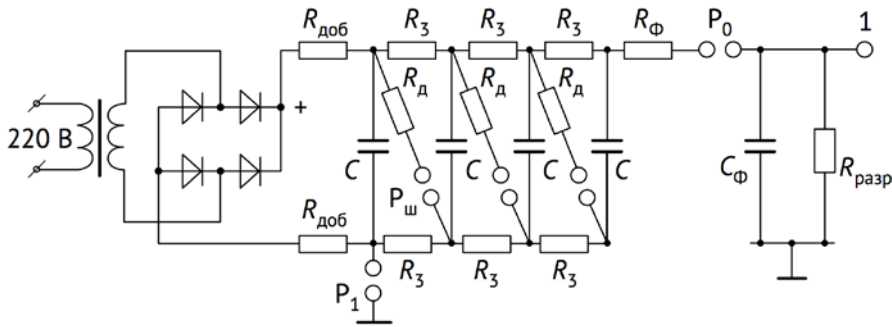 R доб R з R з R з R Ф Р 0 1
R д R д R д
220 В
+
C C C C C Ф R разр
Р ш
R доб
R з R з R з
Р 1